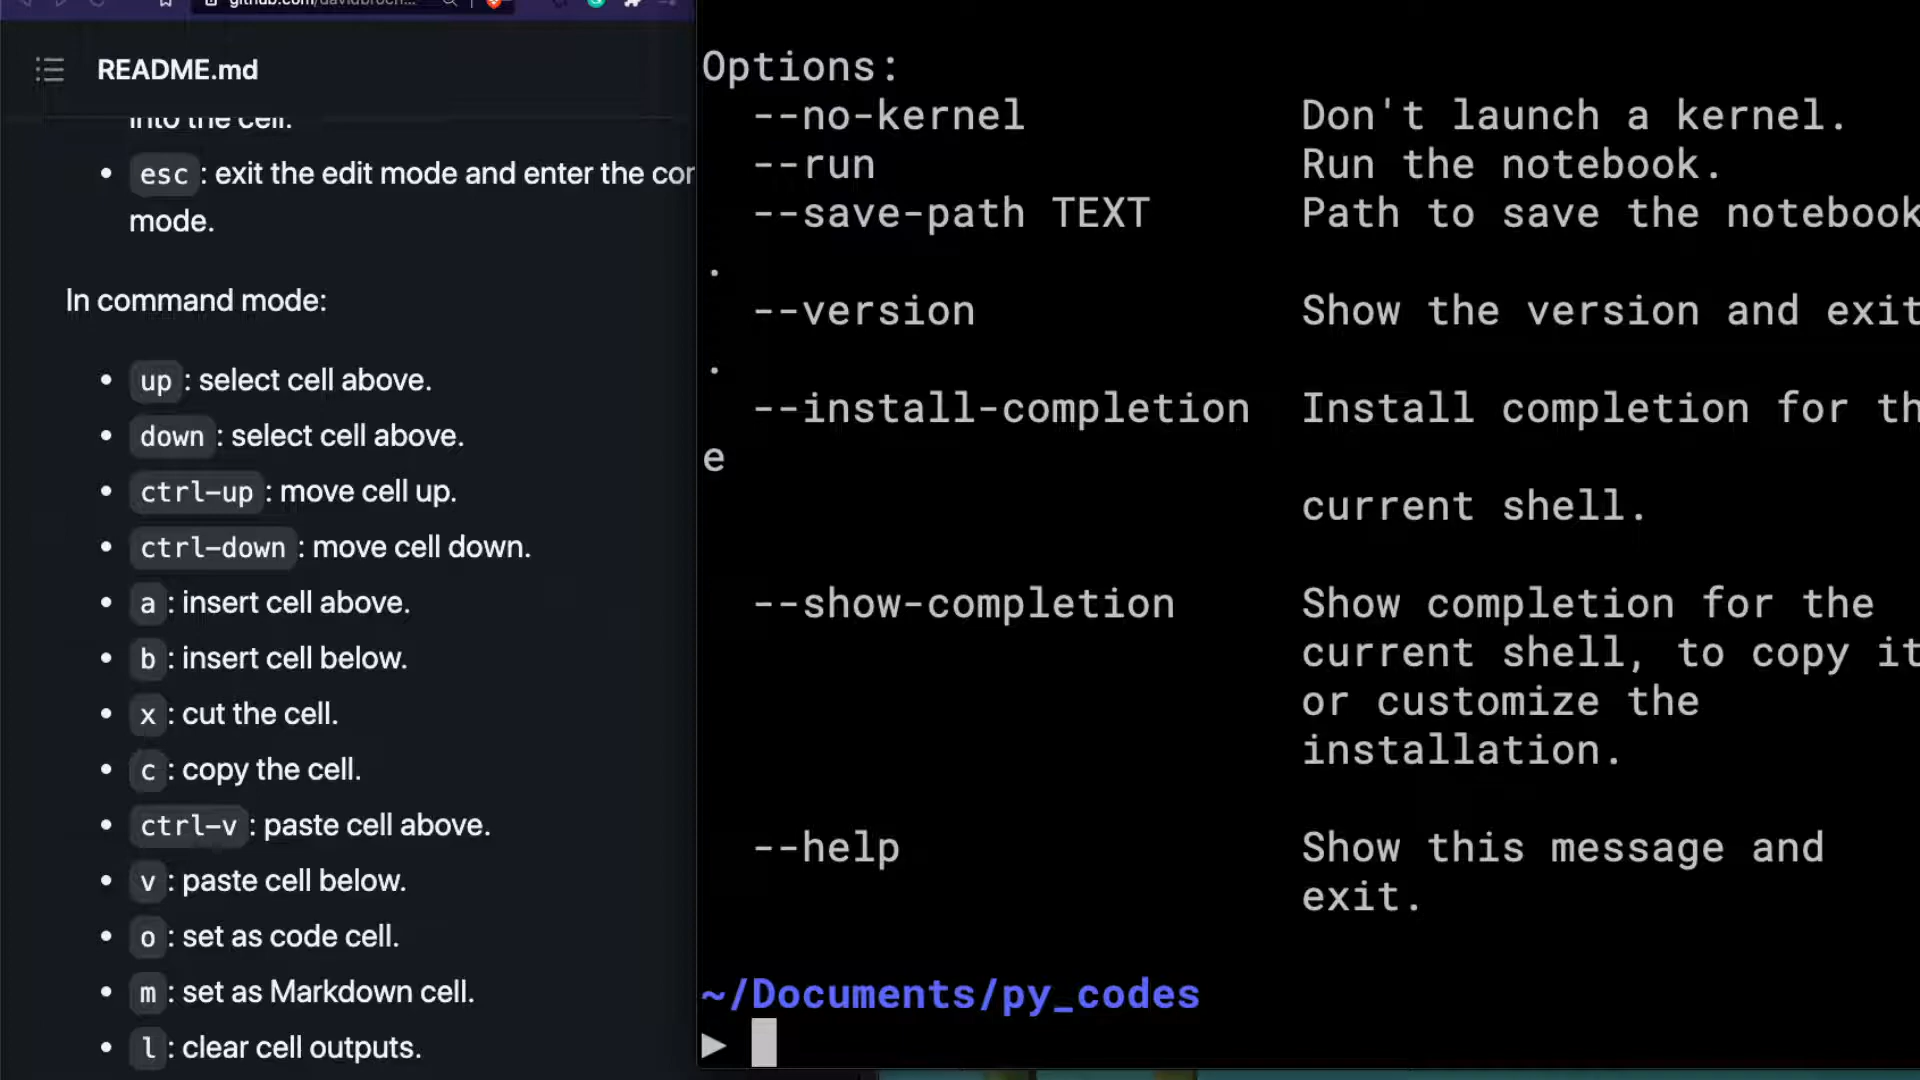 README.md
into the cell.
esc : exit the edit mode and enter the
mode.
In command mode:
up : select cell above.
down : select cell above.
ctrl-up : move cell up.
ctrl-down : move cell down.
a : insert cell above.
b : insert cell below.
x : cut the cell.
c : copy the cell.
ctrl-v : paste cell above.
v : paste cell below.
o : set as code cell.
m : set as Markdown cell.
l : clear cell outputs.
Options:
--no-kernel Don't launch a kernel.
--run Run the notebook.
--save-path TEXT Path to save the notebook
.
--version Show the version and exit
.
--install-completion Install completion for th
e
current shell.
--show-completion Show completion for the
current shell, to copy it
or customize the
installation.
--help Show this message and
exit.
~/Documents/py_codes